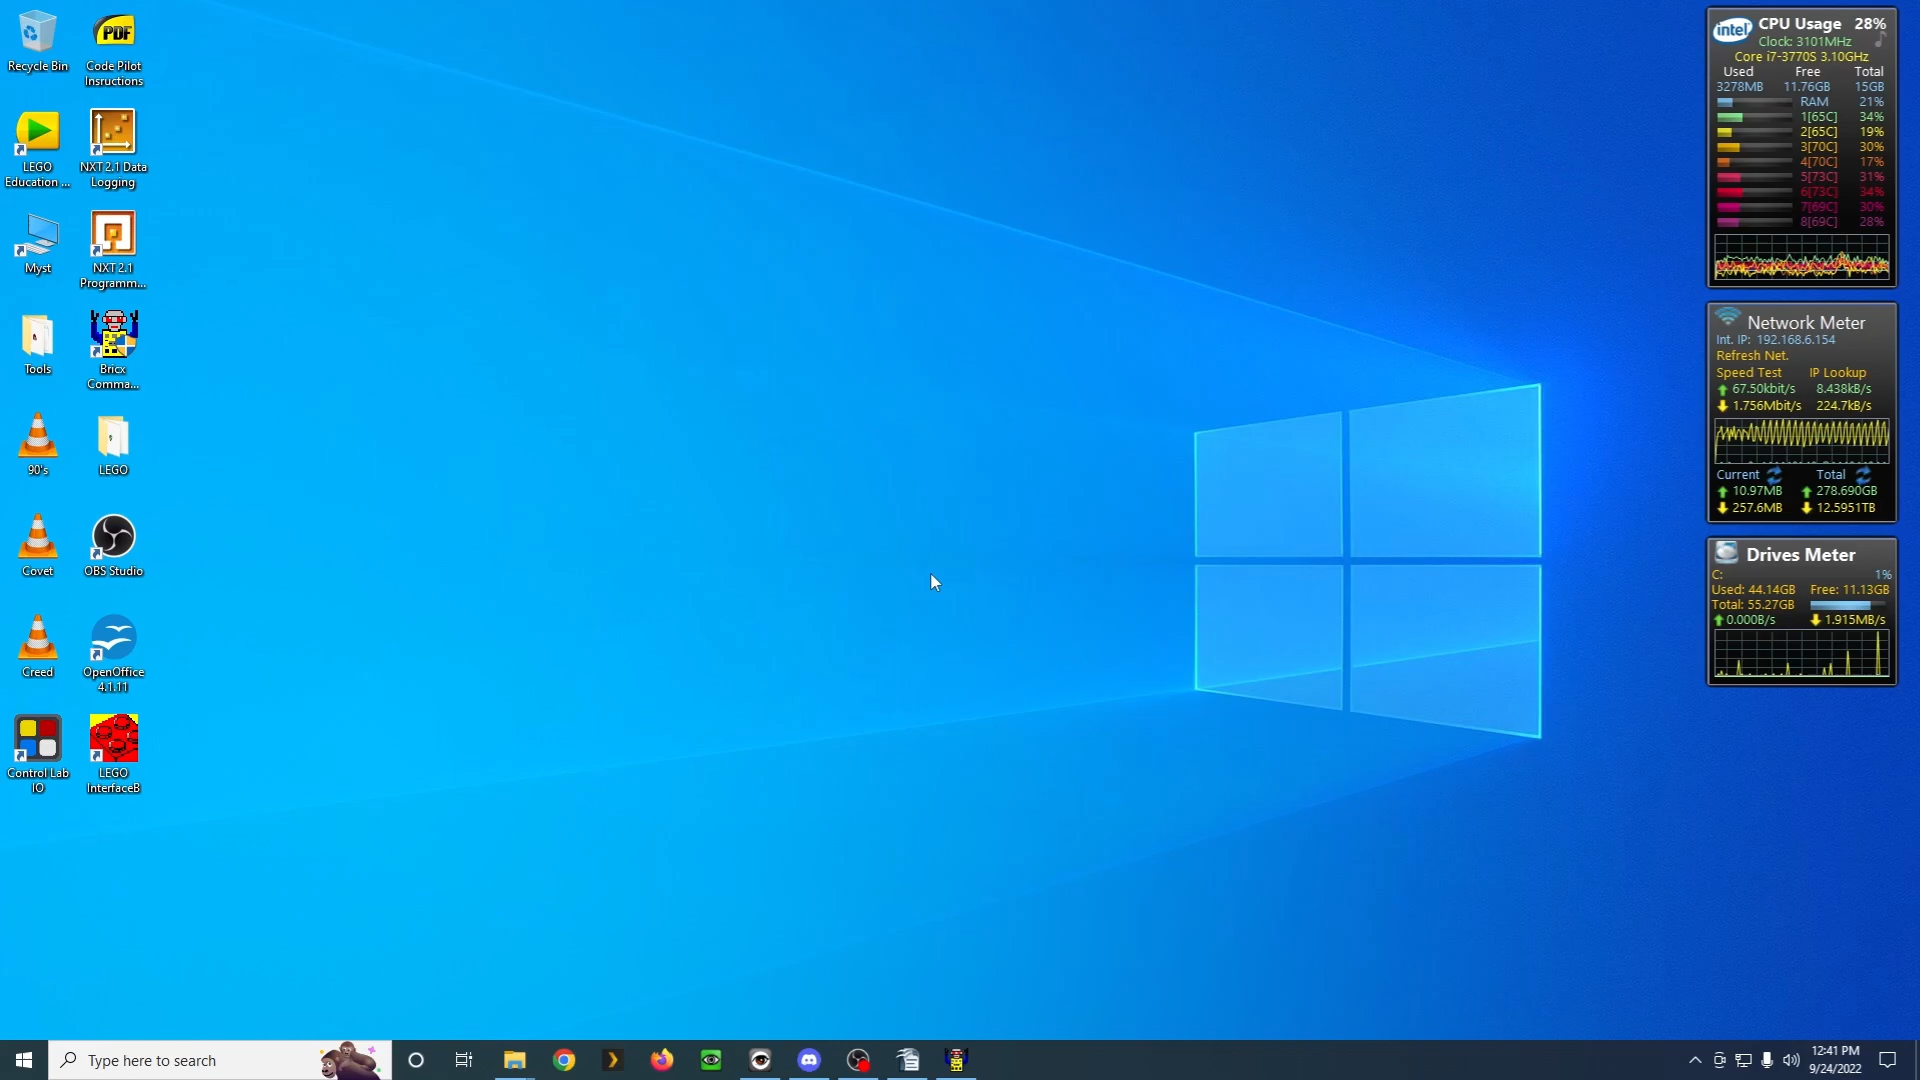 Recycle Bin
PDF
Code Pilot
Insructions
LEGO
Education ...
NXT 2.1 Data
Logging
Myst
NXT 2.1
Programm...
Tools
Bricx
Comma...
90's
LEGO
Covet
OBS Studio
Creed
OpenOffice
4.1.11
Control Lab
IO
LEGO
InterfaceB
intel
CPU Usage 28%
Clock: 3101MHz
Core i7-3770S 3.10GHz
Used Free Total
3278MB 11.76GB 15GB
RAM 21%
1[65C] 34%
2[65C] 19%
3[70C] 30%
4[70C] 17%
5[73C] 31%
6[73C] 34%
7[69C] 30%
8[69C] 28%
Network Meter
Int. IP: 192.168.6.154
Refresh Net.
Speed Test IP Lookup
67.50kbit/s 8.438kB/s
1.756Mbit/s 224.7kB/s
Current Total
10.97MB 278.690GB
257.6MB 12.5951TB
Drives Meter
C: 1%
Used: 44.14GB Free: 11.13GB
Total: 55.27GB
0.000B/s 1.915MB/s
Type here to search
12:41 PM
9/24/2022